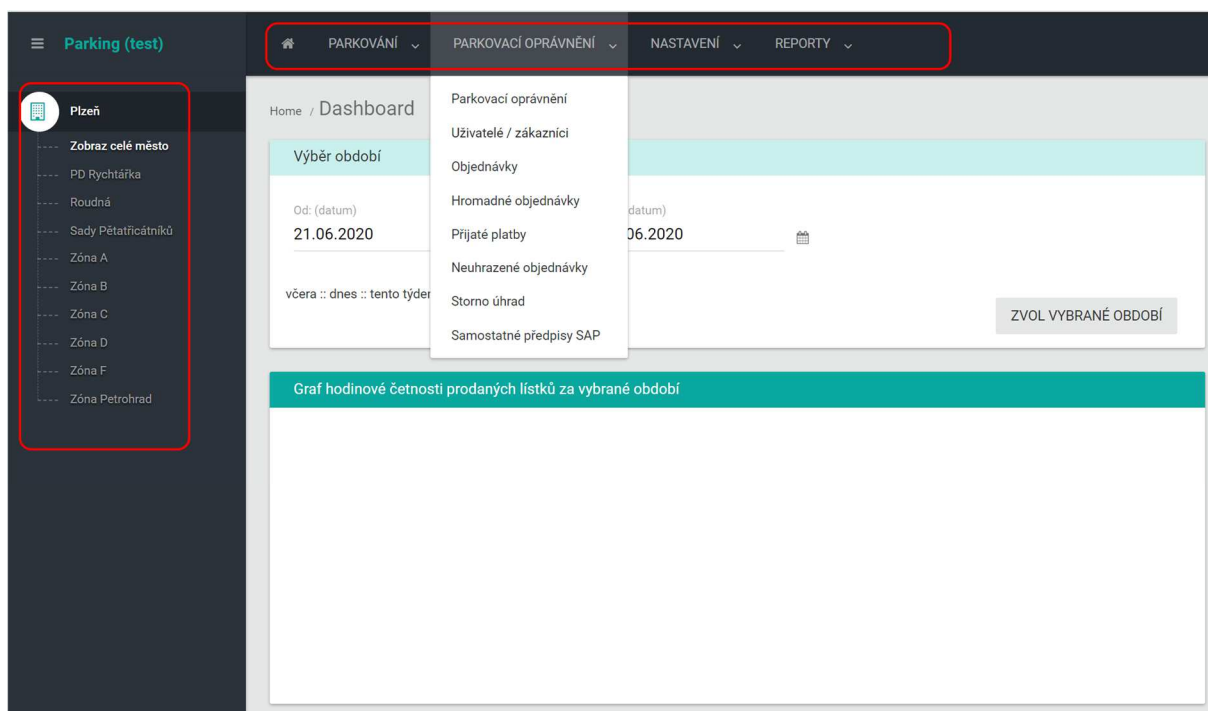 Parking (test)
PARKOVÁNÍ
PARKOVACÍ OPRÁVNĚNÍ
NASTAVENÍ
REPORTY
Plzeň
Zobraz celé město
PD Rychtářka
Roudná
Sady Pětatřicátníků
Zóna A
Zóna B
Zóna C
Zóna D
Zóna F
Zóna Petrohrad
Parkovací oprávnění
Uživatelé / zákazníci
Objednávky
Hromadné objednávky
Přijaté platby
Neuhrazené objednávky
Storno úhrad
Samostatné předpisy SAP
Home / Dashboard
Výběr období
Od: (datum)
datum)
21.06.2020
06.2020
včera :: dnes :: tento týden
ZVOL VYBRANÉ OBDOBÍ
Graf hodinové četnosti prodaných lístků za vybrané období